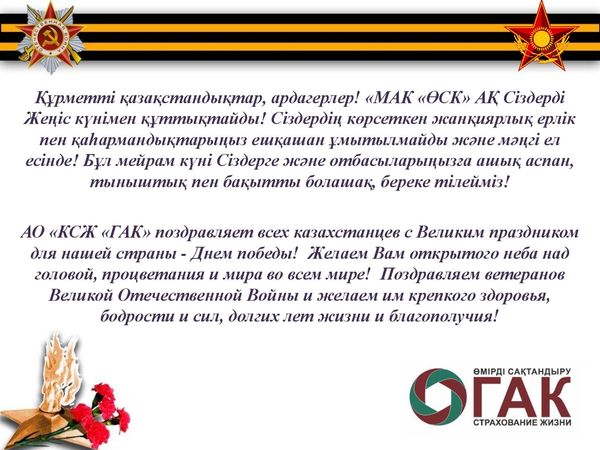 Құрметті қазақстандықтар, ардагерлер! «МАК «ӨСК» АҚ Сіздерді
Жеңіс күнімен құттықтайды! Сіздердің көрсеткен жанқиярлық ерлік
пен қаһармандықтарыңыз ешқашан ұмытылмайды және мәңгі ел
есінде! Бұл мейрам күні Сіздерге және отбасыларыңызга ашық аспан,
тыныштық пен бақытты болашақ, береке тілейміз!
АО «КСЖ «ГАК» поздравляет всех казахстанцев с Великим праздником
для нашей страны - Днем победы! Желаем Вам открытого неба над
головой, процветания и мира во всем мире! Поздравляем ветеранов
Великой Отечественной Войны и желаем им крепкого здоровья,
бодрости и сил, долгих лет жизни и благополучия!
ӨМІРДІ САҚТАНДЫРУ
ГАК
СТРАХОВАНИЕ ЖИЗНИ